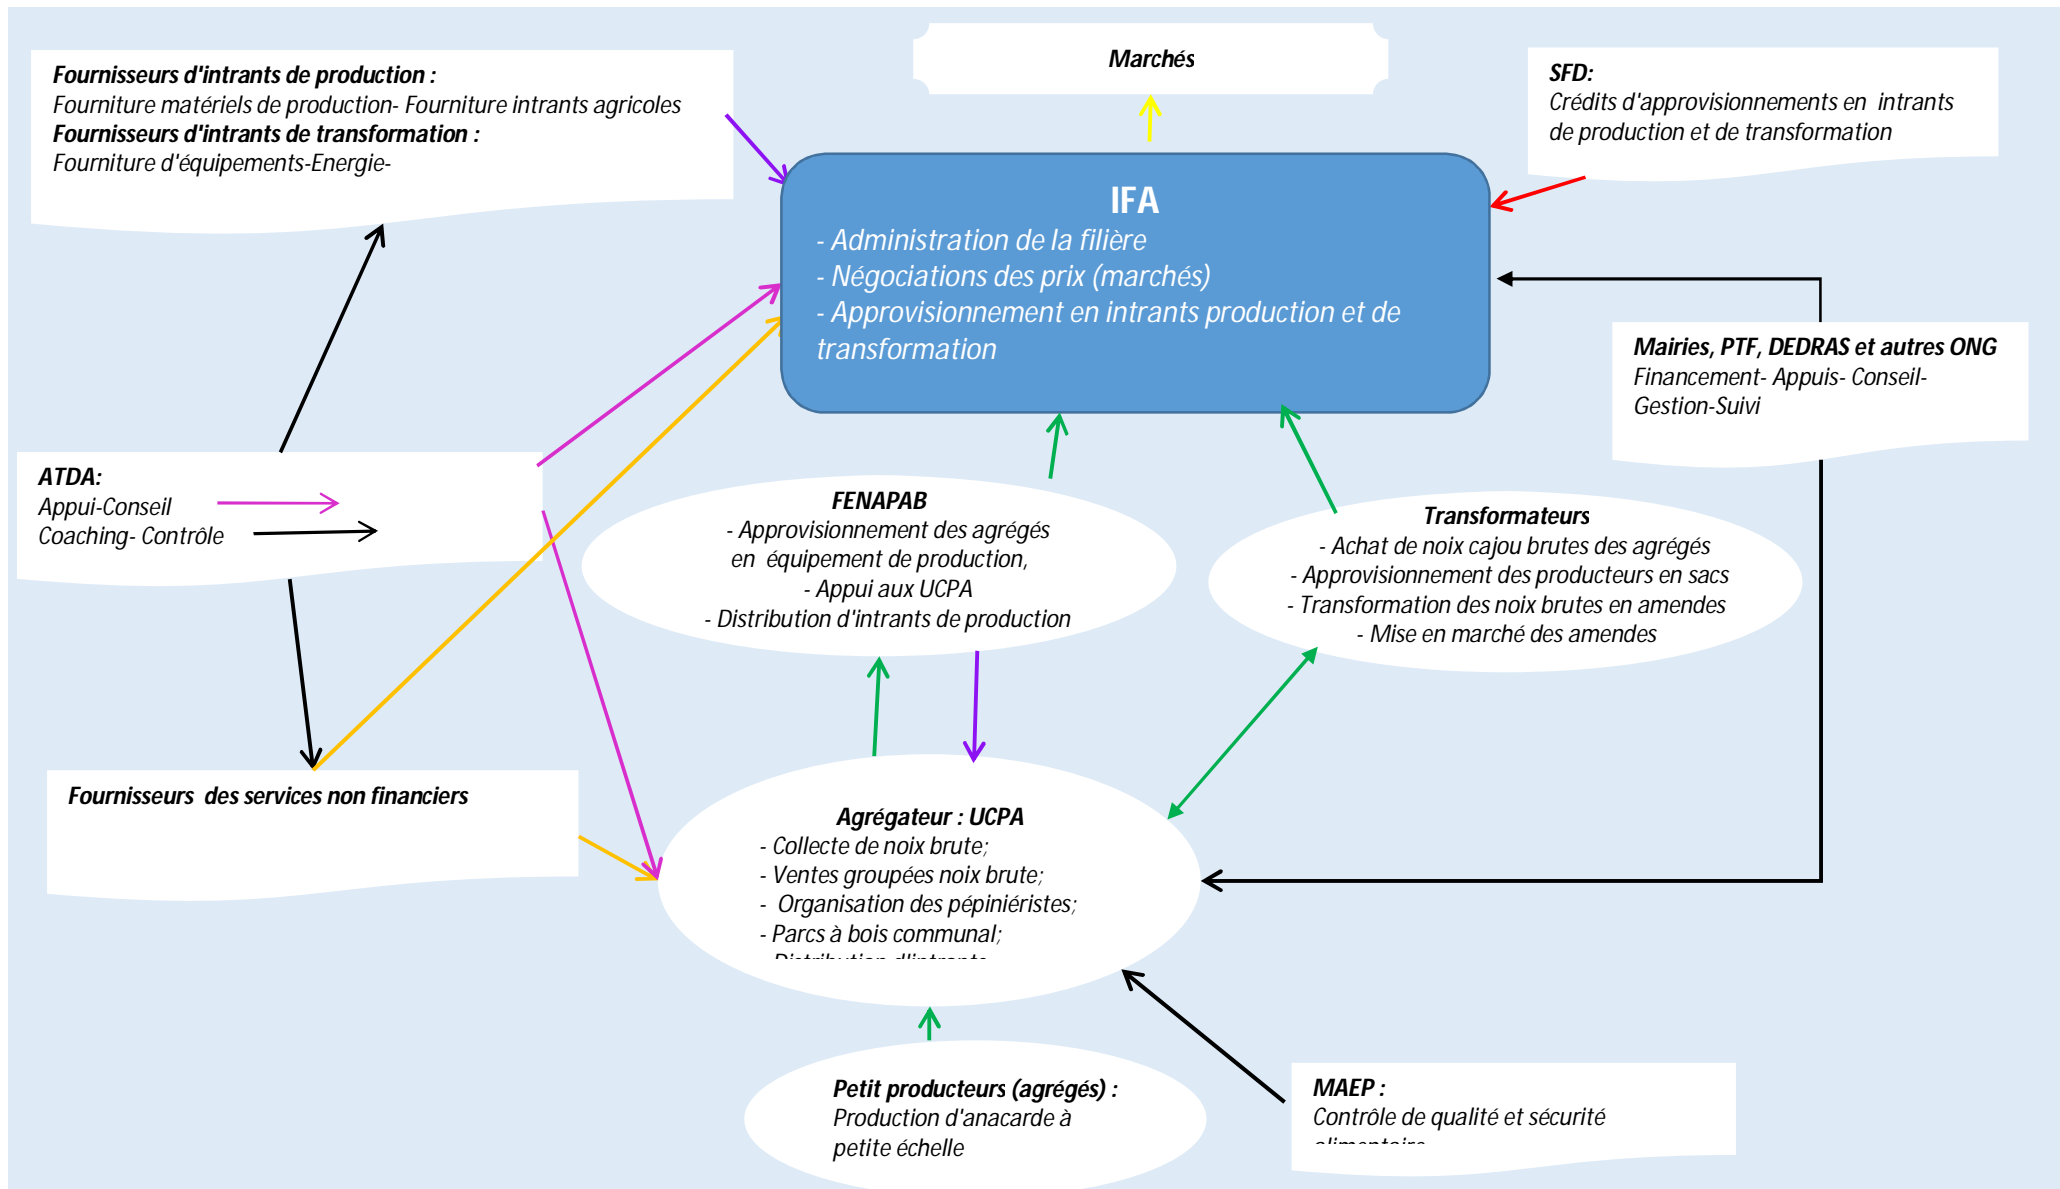 Marchés
Fournisseurs d'intrants de production :
Fourniture matériels de production- Fourniture intrants agricoles
Fournisseurs d'intrants de transformation :
Fourniture d'équipements-Energie-
SFD:
Crédits d'approvisionnements en intrants
de production et de transformation
IFA
- Administration de la filière
- Négociations des prix (marchés)
- Approvisionnement en intrants production et de
transformation
Mairies, PTF, DEDRAS et autres ONG
Financement- Appuis- Conseil-
Gestion-Suivi
ATDA:
Appui-Conseil
Coaching- Contrôle
FENAPAB
- Approvisionnement des agrégés
en équipement de production,
- Appui aux UCPA
- Distribution d'intrants de production
Transformateurs
- Achat de noix cajou brutes des agrégés
- Approvisionnement des producteurs en sacs
- Transformation des noix brutes en amendes
- Mise en marché des amendes
Fournisseurs des services non financiers
Agrégateur : UCPA
- Collecte de noix brute;
- Ventes groupées noix brute;
- Organisation des pépiniéristes;
- Parcs à bois communal;
- Distribution d'intrants
Petit producteurs (agrégés) :
Production d'anacarde à
petite échelle
MAEP :
Contrôle de qualité et sécurité
alimentaire